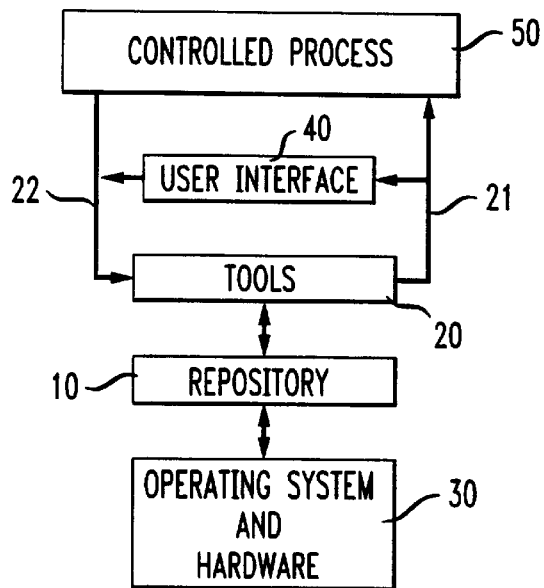 CONTROLLED PROCESS
50
40
USER INTERFACE
22
21
TOOLS
20
10
REPOSITORY
OPERATING SYSTEM
AND
HARDWARE
30